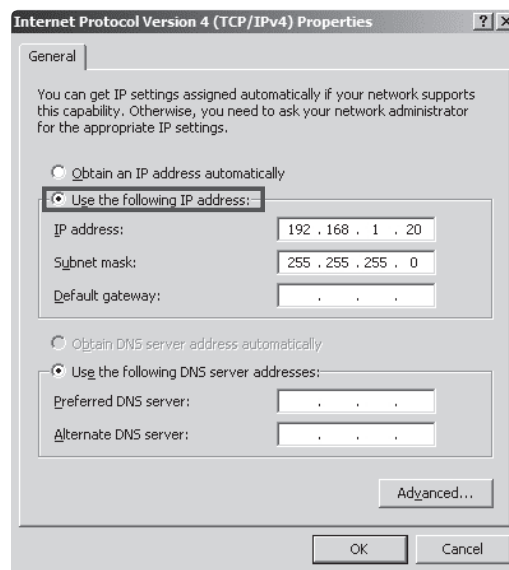 Internet Protocol Version 4 (TCP/IPv4) Properties ? X
General
You can get IP settings assigned automatically if your network supports
this capability. Otherwise, you need to ask your network administrator
for the appropriate IP settings.
Obtain an IP address automatically
Use the following IP address:
IP address: 192 . 168 . 1 . 20
Subnet mask: 255 . 255 . 255 . 0
Default gateway: . . .
Obtain DNS server address automatically
Use the following DNS server addresses:
Preferred DNS server: . . .
Alternate DNS server: . . .
Advanced...
OK Cancel